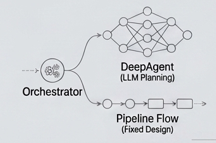 DeepAgent
(LLM Planning)
Orchestrator
Pipeline Flow
(Fixed Design)